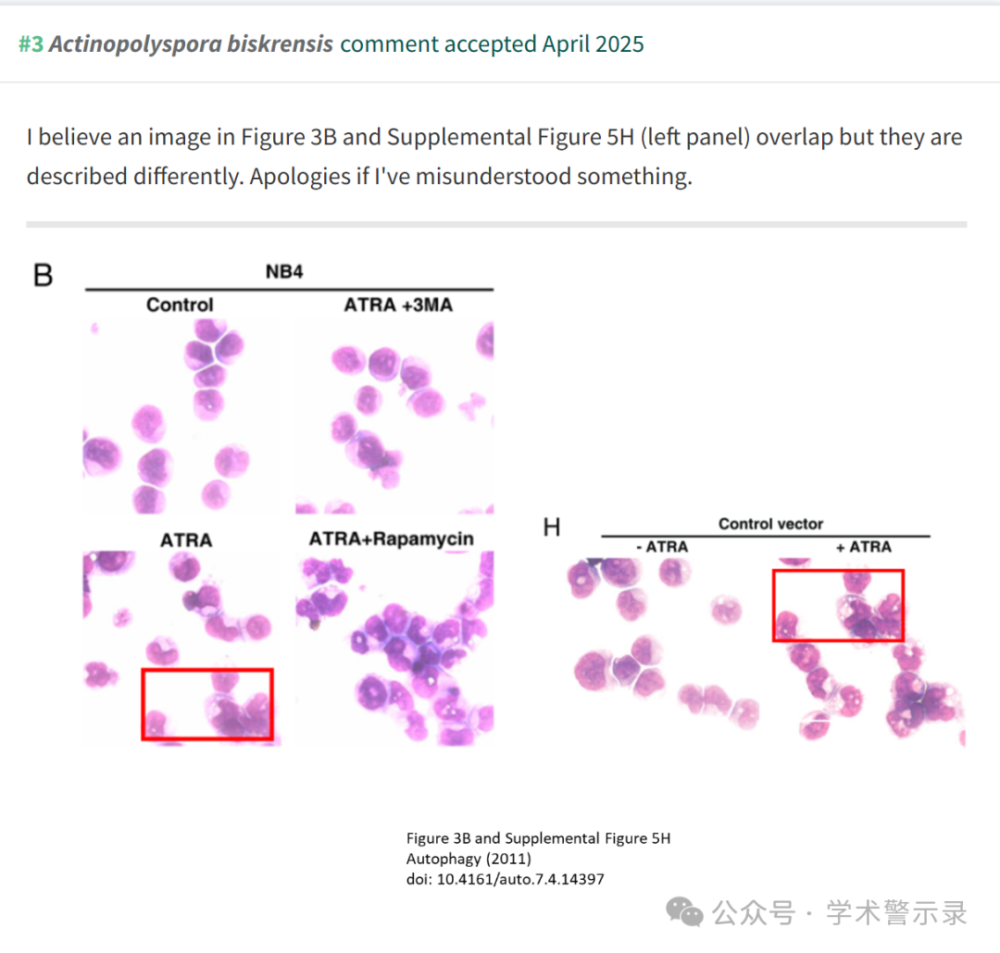 #3 Actinopolyspora biskrensis comment accepted April 2025
I believe an image in Figure 3B and Supplemental Figure 5H (left panel) overlap but they are
described differently. Apologies if I've misunderstood something.
B
NB4
Control
ATRA +3MA
ATRA
ATRA+Rapamycin
H
Control vector
- ATRA
+ ATRA
Figure 3B and Supplemental Figure 5H
Autophagy (2011)
doi: 10.4161/auto.7.4.14397
公众号 · 学术警示录